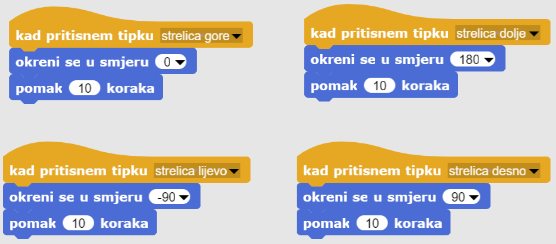 kad pritisnem tipku strelica gore
okreni se u smjeru 0
pomak 10 koraka
kad pritisnem tipku strelica dolje
okreni se u smjeru 180
pomak 10 koraka
kad pritisnem tipku strelica lijevo
okreni se u smjeru -90
pomak 10 koraka
kad pritisnem tipku strelica desno
okreni se u smjeru 90
pomak 10 koraka